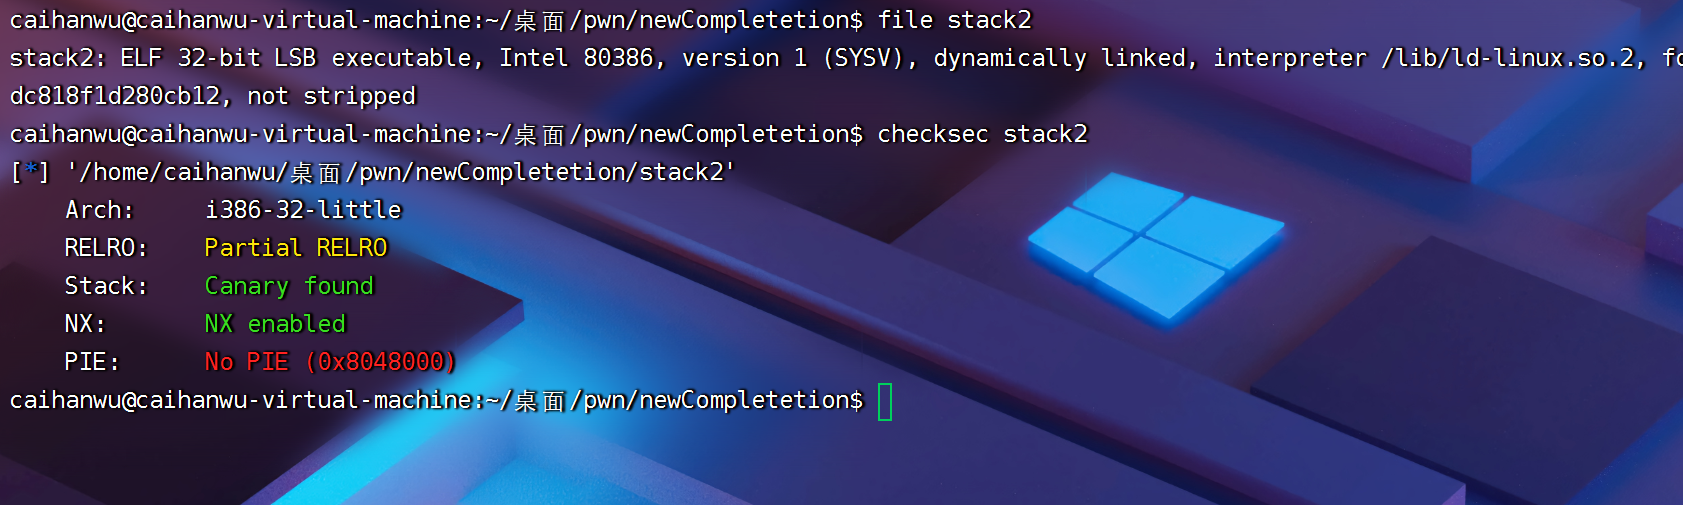 caihanwu@caihanwu-virtual-machine:~/桌面/pwn/newCompletetion$ file stack2
stack2: ELF 32-bit LSB executable, Intel 80386, version 1 (SYSV), dynamically linked, interpreter /lib/ld-linux.so.2, fo
dc818f1d280cb12, not stripped
caihanwu@caihanwu-virtual-machine:~/桌面/pwn/newCompletetion$ checksec stack2
[*] '/home/caihanwu/桌面/pwn/newCompletetion/stack2'
    Arch:     i386-32-little
    RELRO:    Partial RELRO
    Stack:    Canary found
    NX:       NX enabled
    PIE:      No PIE (0x8048000)
caihanwu@caihanwu-virtual-machine:~/桌面/pwn/newCompletetion$